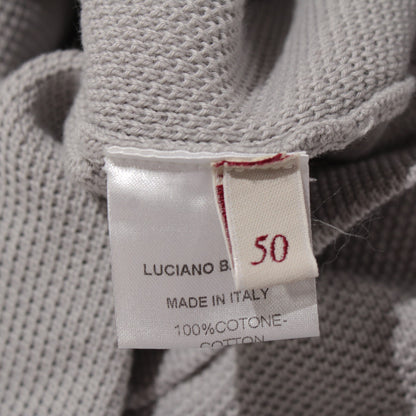 LUCIANO B
50
MADE IN ITALY
100%COTONE-
COTTON